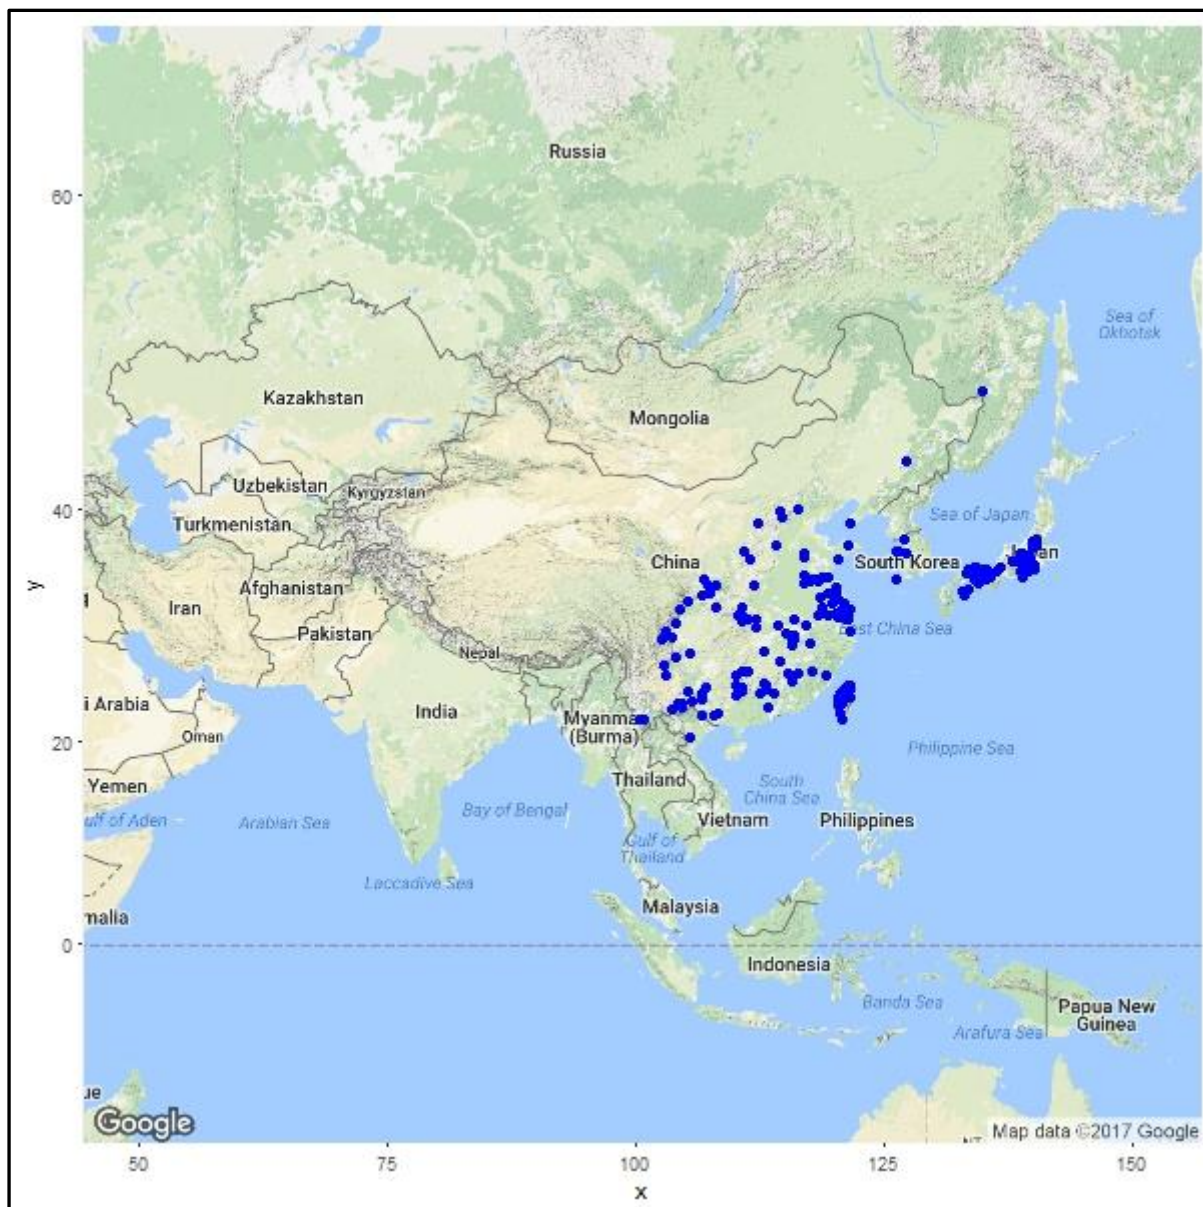 Russia
60
Sea of
Okhotsk
Kazakhstan
Mongolia
Uzbekistan
Kyrgyzstan
40
Turkmenistan
Sea of Japan
China
South Korea
Japan
Afghanistan
Iran
Pakistan
East China Sea
Nepal
i Arabia
India
Myanmar
(Burma)
Oman
20
Philippine Sea
Yemen
Thailand
South
China Sea
Gulf of Aden
Arabian Sea
Bay of Bengal
Vietnam
Philippines
Gulf of
Thailand
Laccadive Sea
Malaysia
malia
0
Indonesia
Banda Sea
Papua New
Guinea
Arafura Sea
ue
Google
Map data ©2017 Google
50
75
100
125
150
x
y